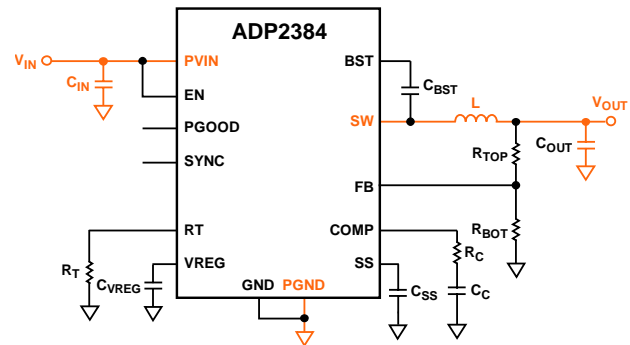 ADP2384
VIN
CIN
PVIN
EN
PGOOD
SYNC
RT
VREG
RT
CVREG
GND
PGND
BST
CBST
SW
L
VOUT
COUT
RTOP
FB
RBOT
COMP
RC
SS
CSS
CC